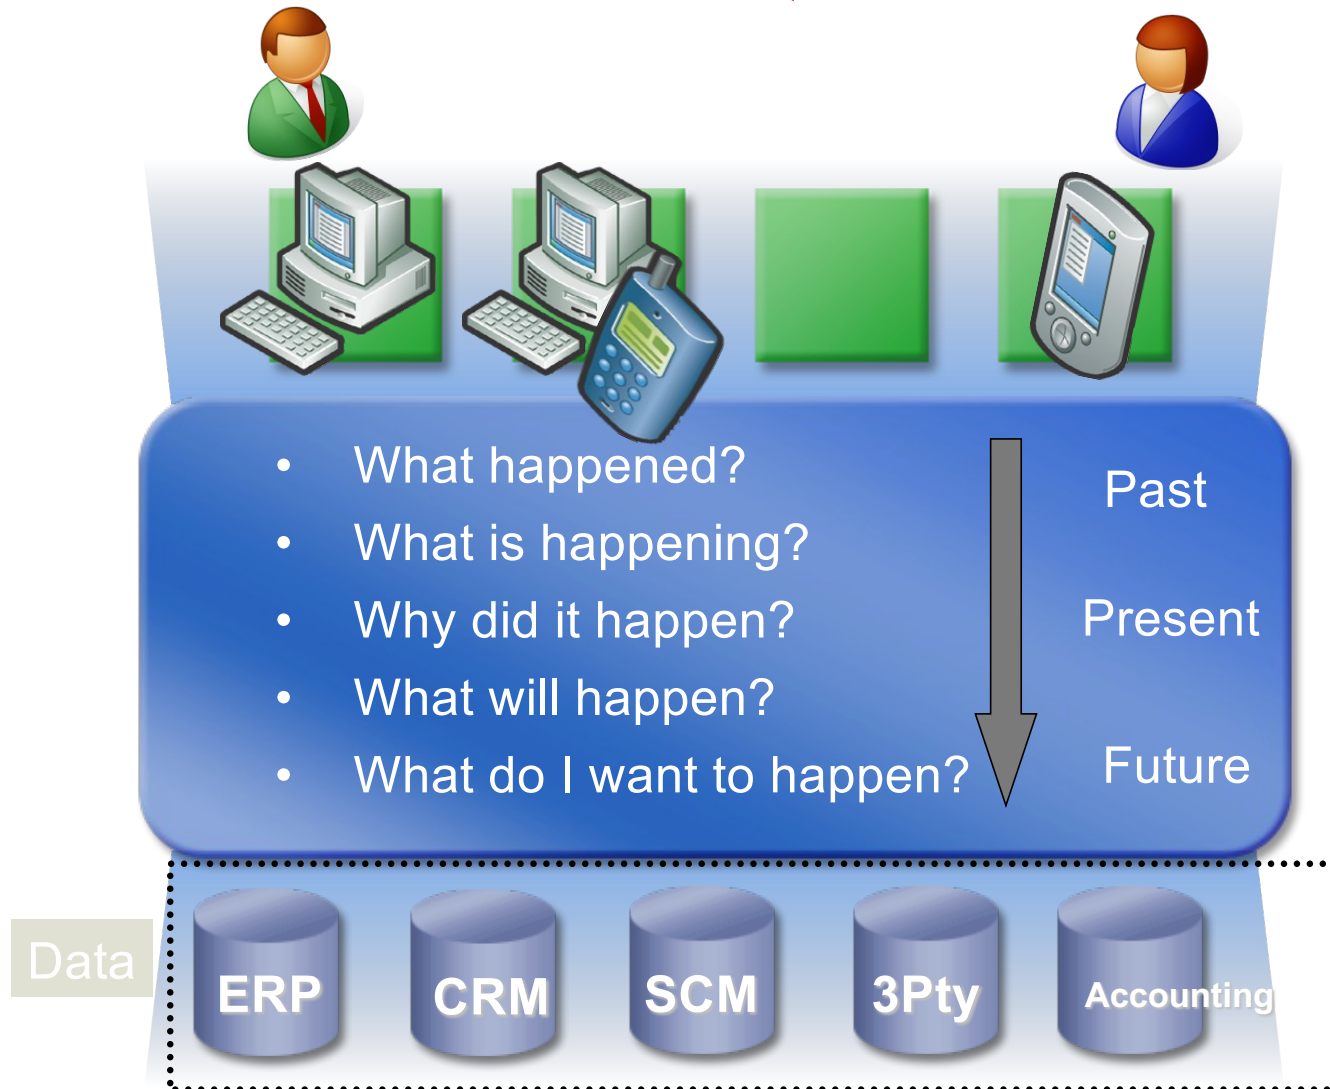 • What happened?
• What is happening?
• Why did it happen?
• What will happen?
• What do I want to happen?
Past
Present
Future
Data
ERP
CRM
SCM
3Pty
Accounting